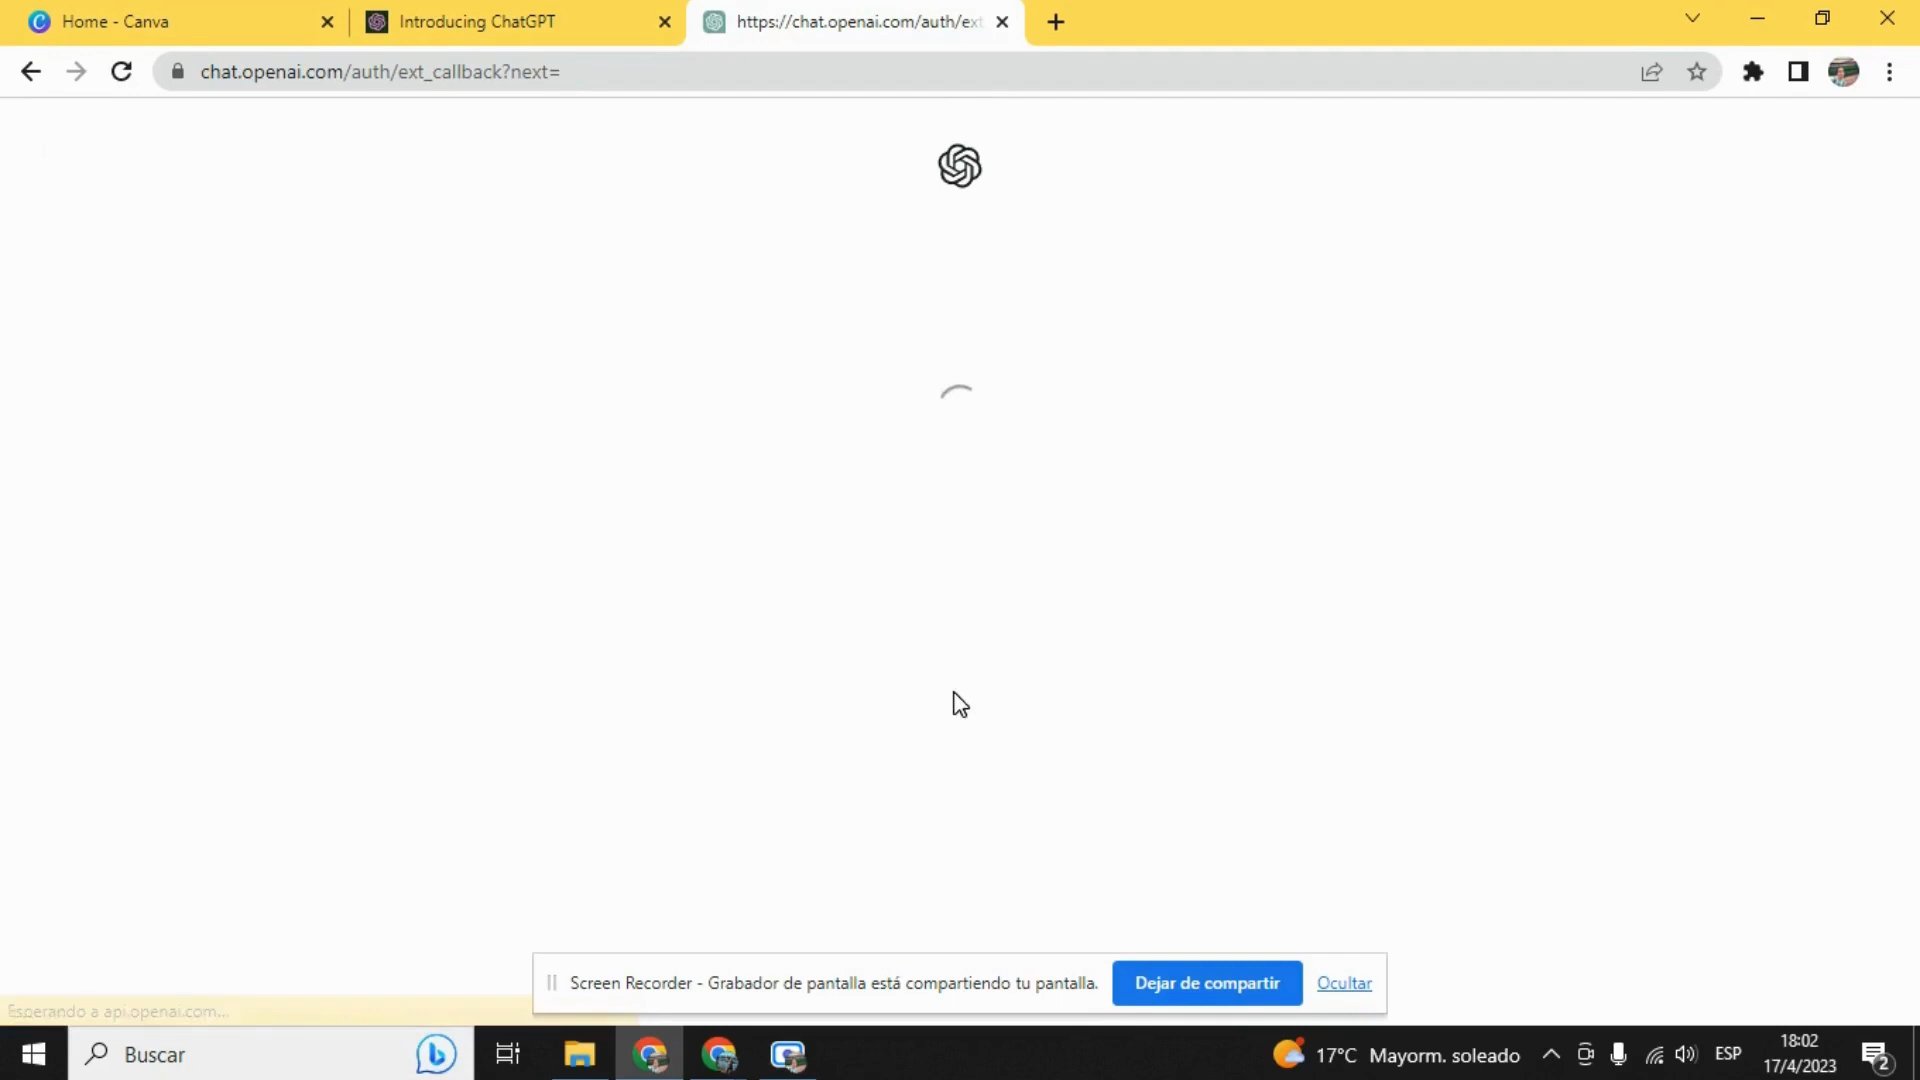 Home - Canva
Introducing ChatGPT
https://chat.openai.com/auth/ext
chat.openai.com/auth/ext_callback?next=
Screen Recorder - Grabador de pantalla está compartiendo tu pantalla.
Dejar de compartir
Ocultar
Esperando a api.openai.com...
Buscar
17°C Mayorm. soleado
ESP
18:02
17/4/2023
2